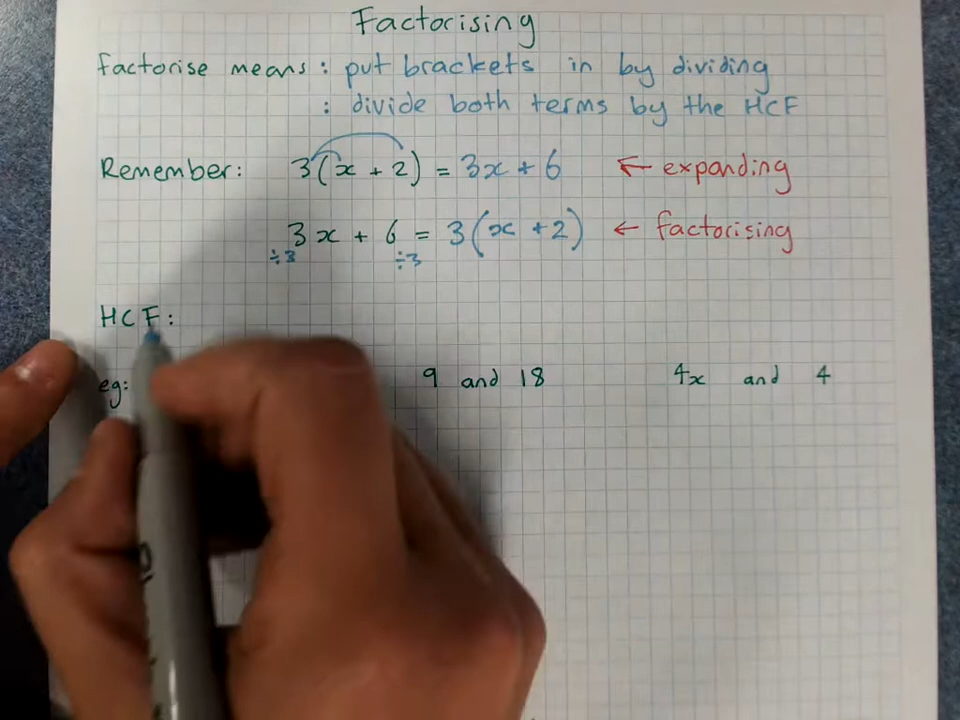 Factorising
factorise means : put brackets in by dividing
: divide both terms by the HCF
Remember: 3(x + 2) = 3x + 6 ← expanding
3x + 6 = 3(x + 2) ← factorising
÷3 ÷3
HCF:
eg: 9 and 18 4x and 4